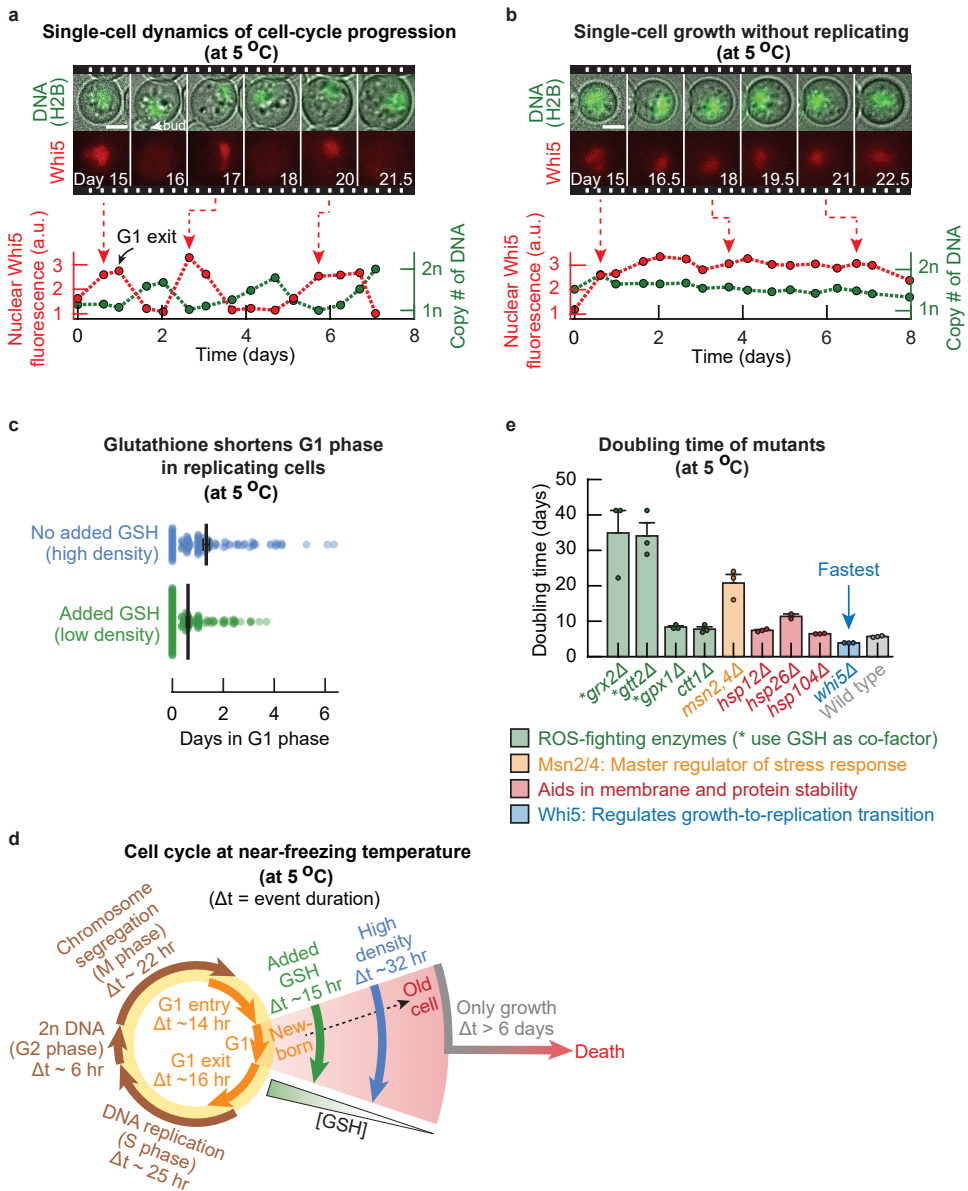 a
Single-cell dynamics of cell-cycle progression
(at 5 ºC)
DNA
(H2B)
bud
Whi5
Day 15 16 17 18 20 21.5
G1 exit
Nuclear Whi5
fluorescence (a.u.)
3
2
1
2n
1n
Copy # of DNA
0 2 4 6 8
Time (days)
b
Single-cell growth without replicating
(at 5 ºC)
DNA
(H2B)
Whi5
Day 15 16.5 18 19.5 21 22.5
Nuclear Whi5
fluorescence (a.u.)
3
2
1
2n
1n
Copy # of DNA
0 2 4 6 8
Time (days)
c
Glutathione shortens G1 phase
in replicating cells
(at 5 ºC)
No added GSH
(high density)
Added GSH
(low density)
0 2 4 6
Days in G1 phase
e
Doubling time of mutants
(at 5 ºC)
Doubling time (days)
50
40
30
20
10
0
Fastest
*grx2Δ
*gtt2Δ
*gpx1Δ
ctt1Δ
msn2,4Δ
hsp12Δ
hsp26Δ
hsp104Δ
whi5Δ
Wild type
ROS-fighting enzymes (* use GSH as co-factor)
Msn2/4: Master regulator of stress response
Aids in membrane and protein stability
Whi5: Regulates growth-to-replication transition
d
Cell cycle at near-freezing temperature
(at 5 ºC)
(Δt = event duration)
Chromosome
segregation
(M phase)
Δt ~ 22 hr
2n DNA
(G2 phase)
Δt ~ 6 hr
DNA replication
(S phase)
Δt ~ 25 hr
G1 entry
Δt ~14 hr
G1
G1 exit
Δt ~16 hr
Added
GSH
Δt ~15 hr
High
density
Δt ~32 hr
New-
born
Old
cell
Only growth
Δt > 6 days
Death
[GSH]